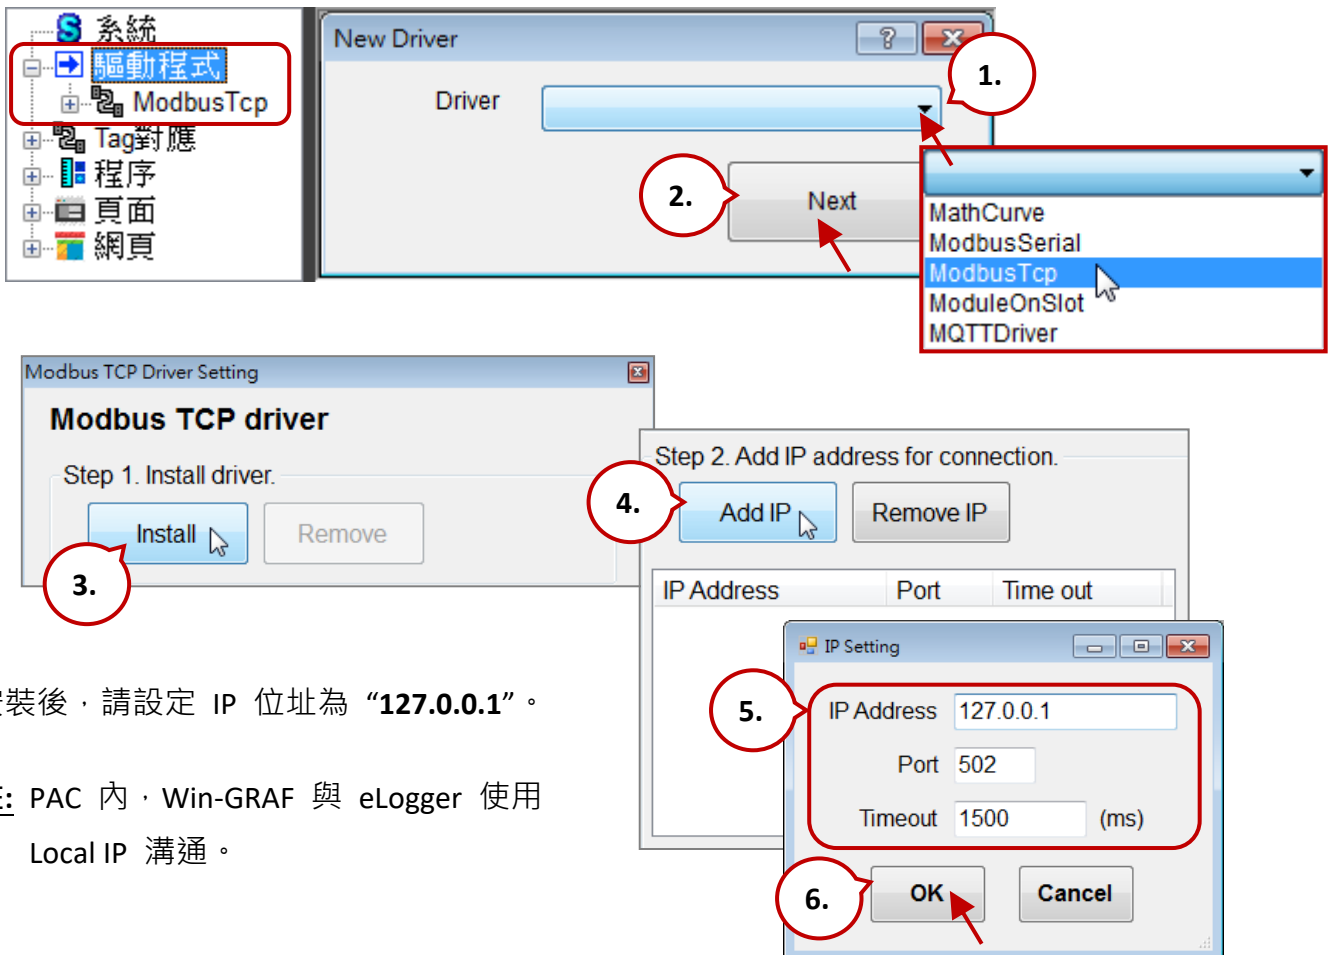 系統
驅動程式
ModbusTcp
Tag對應
程序
頁面
網頁
New Driver
Driver
1.
2.
Next
MathCurve
ModbusSerial
ModbusTcp
ModuleOnSlot
MQTTDriver
Modbus TCP Driver Setting
Modbus TCP driver
Step 1. Install driver.
Install
Remove
3.
Step 2. Add IP address for connection.
4.
Add IP
Remove IP
IP Address Port Time out
裝後，請設定 IP 位址為 “127.0.0.1”。
: PAC 內，Win-GRAF 與 eLogger 使用
Local IP 溝通。
IP Setting
5.
IP Address 127.0.0.1
Port 502
Timeout 1500 (ms)
6.
OK
Cancel